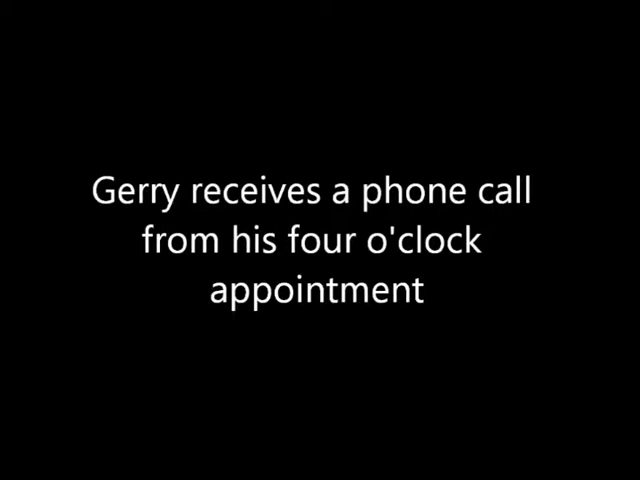 Gerry receives a phone call
from his four o'clock
appointment